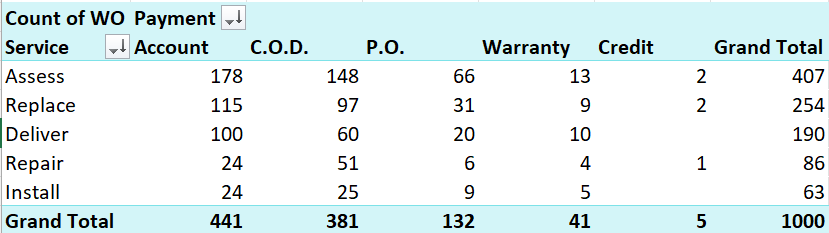 Count of WO Payment
Service Account C.O.D. P.O. Warranty Credit Grand Total
Assess 178 148 66 13 2 407
Replace 115 97 31 9 2 254
Deliver 100 60 20 10 190
Repair 24 51 6 4 1 86
Install 24 25 9 5 63
Grand Total 441 381 132 41 5 1000